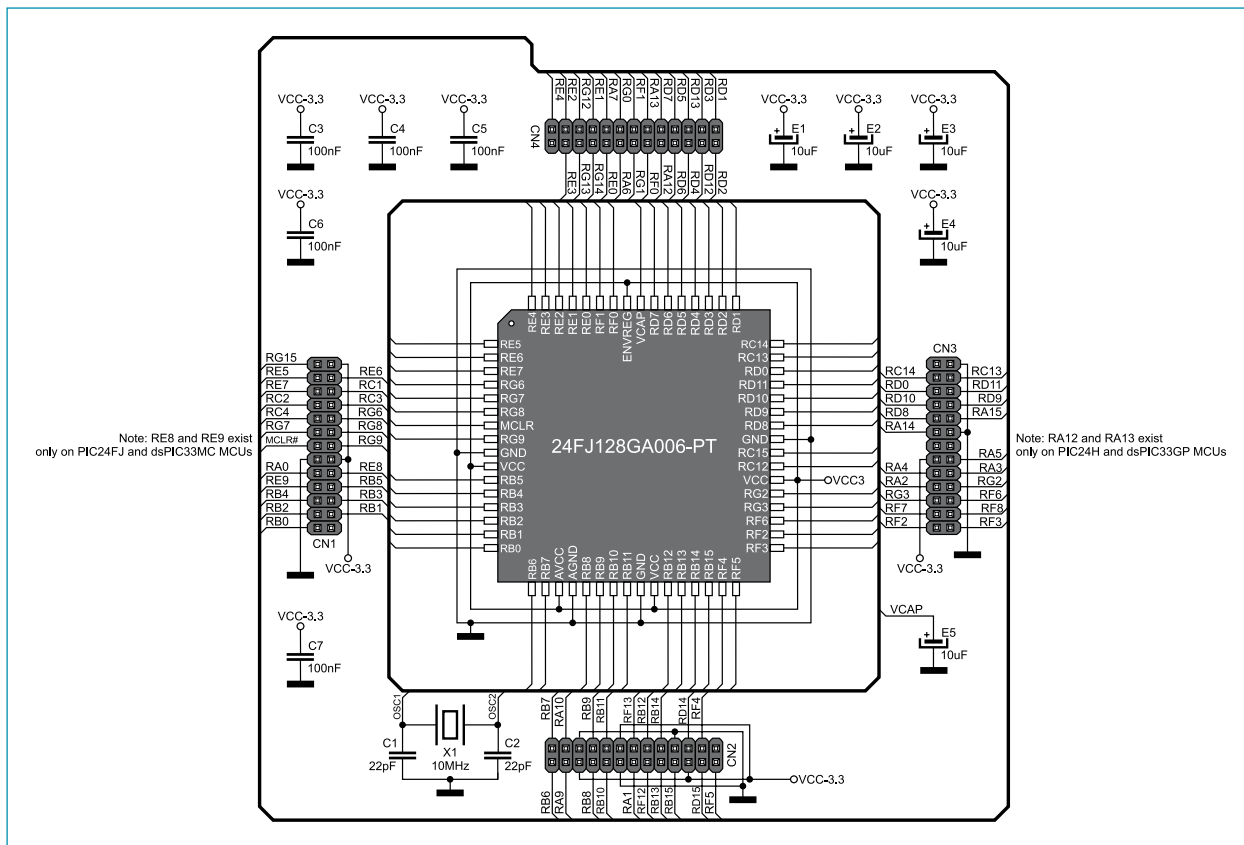 RE4 RE2 RG12 RE1 RA7 RG0 RF1 RA13 RD7 RD5 RD13 RD3 RD1
CN4
RE3 RG13 RG14 RE0 RA6 RG1 RF0 RA12 RD6 RD4 RD12 RD2
VCC-3.3
C3
100nF
VCC-3.3
C4
100nF
VCC-3.3
C5
100nF
VCC-3.3
E1
10uF
VCC-3.3
E2
10uF
VCC-3.3
E3
10uF
VCC-3.3
C6
100nF
VCC-3.3
E4
10uF
RE4 RE3 RE2 RE1 RE0 RF1 RF0 ENVREG VCAP RD7 RD6 RD5 RD4 RD3 RD2 RD1
RE5
RE6
RE7
RG6
RG7
RG8
MCLR
RG9
GND
VCC
RB5
RB4
RB3
RB2
RB1
RB0
24FJ128GA006-PT
RC14
RC13
RD0
RD11
RD10
RD9
RD8
GND
RC15
RC12
VCC
RG2
RG3
RF6
RF2
RF3
VCC3
RB6 RB7 AVCC AGND RB8 RB9 RB10 RB11 GND VCC RB12 RB13 RB14 RB15 RF4 RF5
RG15
RE5
RE7
RC2
RC4
RG7
MCLR#
RA0
RE9
RB4
RB2
RB0
RE6
RC1
RC3
RG6
RG8
RG9
RE8
RB5
RB3
RB1
CN1
VCC-3.3
Note: RE8 and RE9 exist
only on PIC24FJ and dsPIC33MC MCUs
CN3
RC14
RD0
RD10
RD8
RA14
RA4
RA2
RG3
RF7
RF2
RC13
RD11
RD9
RA15
RA5
RA3
RG2
RF6
RF8
RF3
VCC-3.3
Note: RA12 and RA13 exist
only on PIC24H and dsPIC33GP MCUs
VCC-3.3
C7
100nF
VCAP
E5
10uF
OSC1
OSC2
C1
22pF
X1
10MHz
C2
22pF
RB7 RA10 RB9 RB11 RF13 RB12 RB14 RD14 RF4
CN2
VCC-3.3
RB6 RA9 RB8 RB10 RA1 RF12 RB13 RB15 RD15 RF5